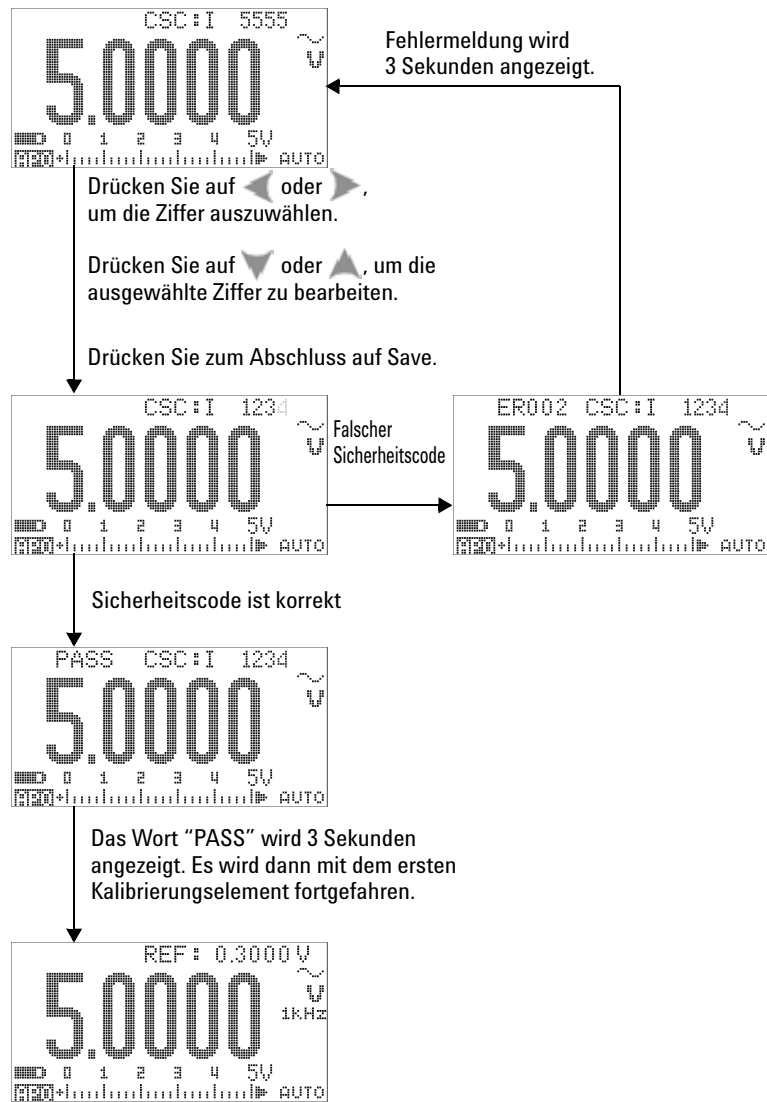 CSC:I 5555
5.0000 V
0 1 2 3 4 5V
APO AUTO
Fehlermeldung wird
3 Sekunden angezeigt.
Drücken Sie auf oder ,
um die Ziffer auszuwählen.
Drücken Sie auf oder , um die
ausgewählte Ziffer zu bearbeiten.
Drücken Sie zum Abschluss auf Save.
CSC:I 1234
5.0000 V
0 1 2 3 4 5V
APO AUTO
Falscher
Sicherheitscode
ER002 CSC:I 1234
5.0000 V
0 1 2 3 4 5V
APO AUTO
Sicherheitscode ist korrekt
PASS CSC:I 1234
5.0000 V
0 1 2 3 4 5V
APO AUTO
Das Wort “PASS” wird 3 Sekunden
angezeigt. Es wird dann mit dem ersten
Kalibrierungselement fortgefahren.
REF: 0.3000 V
5.0000 V
1kHz
0 1 2 3 4 5V
APO AUTO